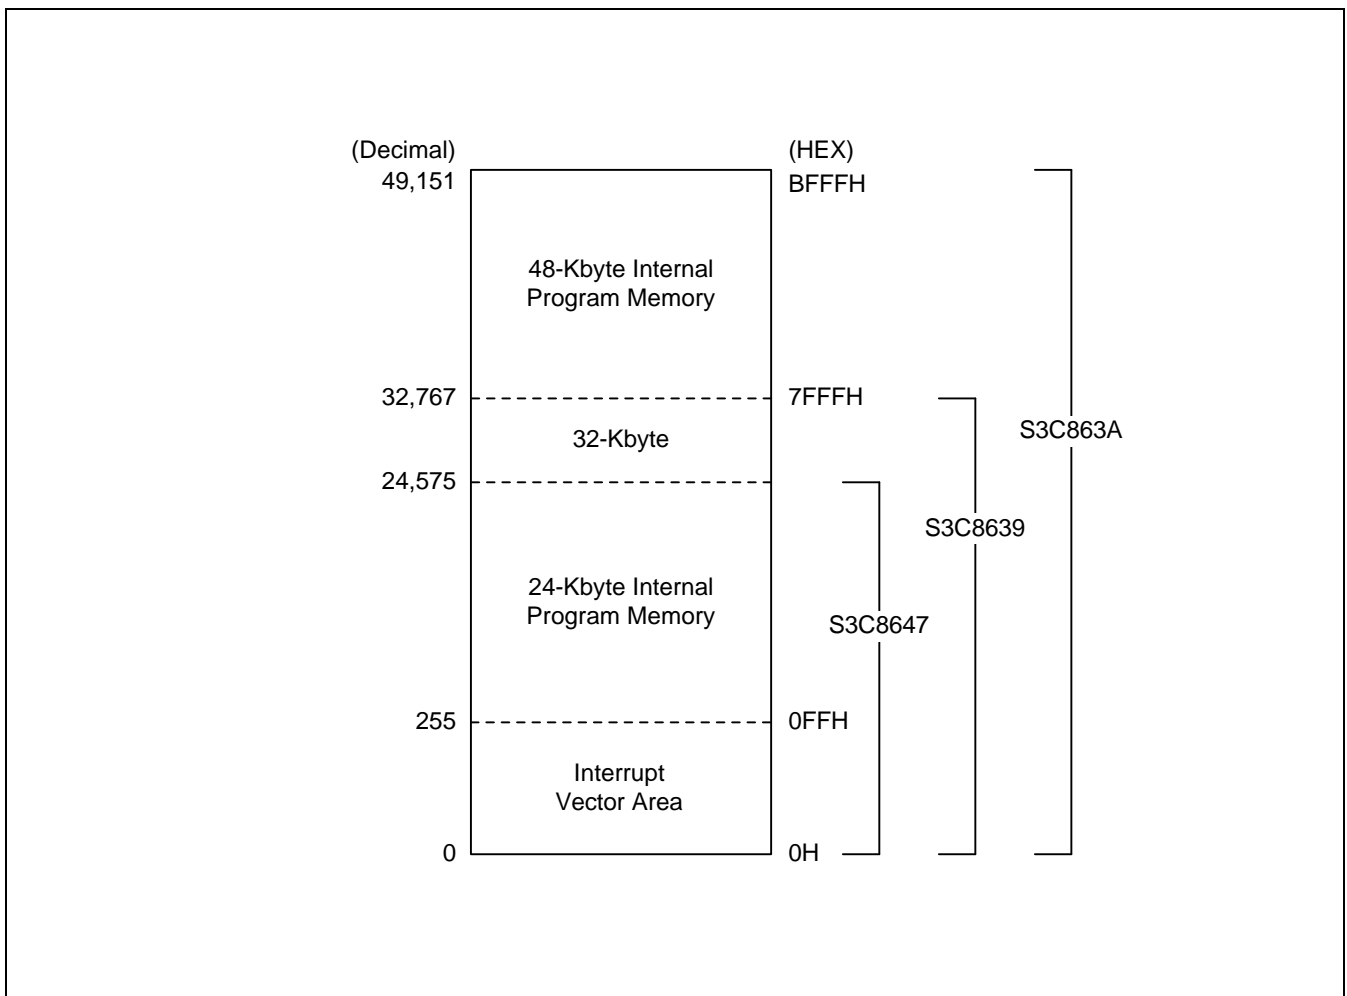 (Decimal)
(HEX)
49,151
BFFFH
48-Kbyte Internal
Program Memory
32,767
7FFFH
S3C863A
32-Kbyte
24,575
S3C8639
24-Kbyte Internal
Program Memory
S3C8647
255
0FFH
Interrupt
Vector Area
0
0H